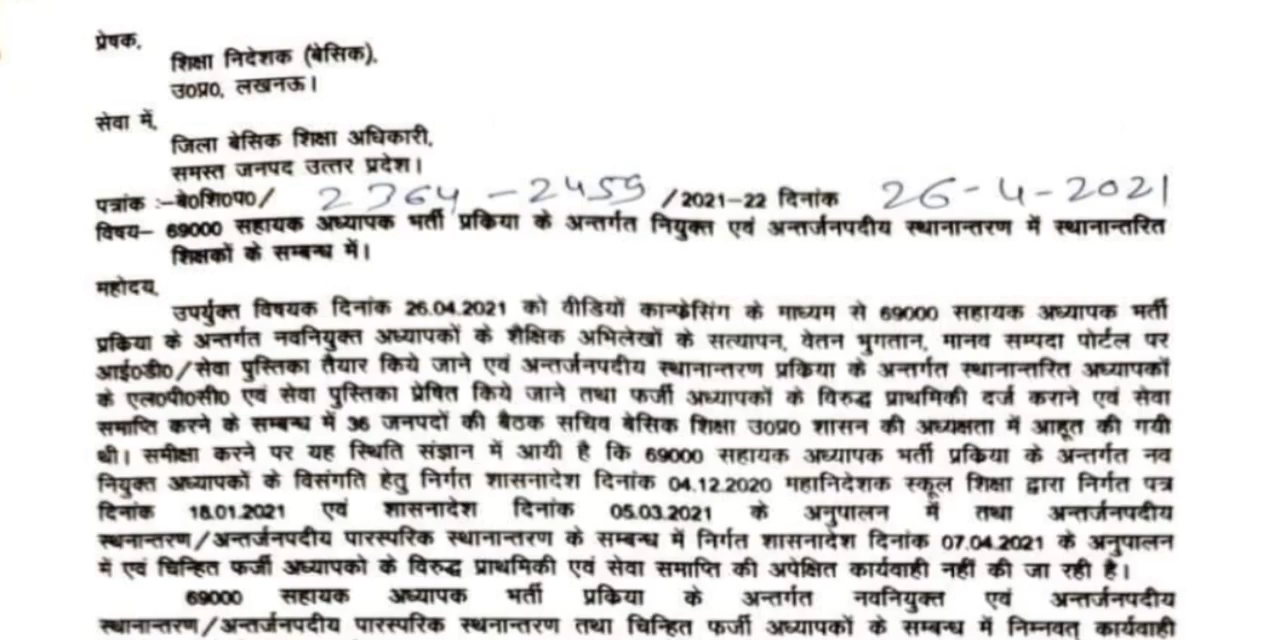 प्रेषक,
शिक्षा निदेशक (बेसिक),
उ0प्र0, लखनऊ।
सेवा में,
जिला बेसिक शिक्षा अधिकारी,
समस्त जनपद उत्तर प्रदेश।
पत्रांक :–बे0शि0प0/ 2364-2459 /2021-22 दिनांक 26-4-2021
विषय– 69000 सहायक अध्यापक भर्ती प्रकिया के अन्तर्गत नियुक्त एवं अन्तर्जनपदीय स्थानान्तरण में स्थानान्तरित
शिक्षकों के सम्बन्ध में।
महोदय,
उपर्युक्त विषयक दिनांक 26.04.2021 को वीडियों कान्फ्रेसिंग के माध्यम से 69000 सहायक अध्यापक भर्ती
प्रकिया के अन्तर्गत नवनियुक्त अध्यापकों के शैक्षिक अभिलेखों के सत्यापन, वेतन भुगतान, मानव सम्पदा पोर्टल पर
आई0डी0/सेवा पुस्तिका तैयार किये जाने एवं अन्तर्जनपदीय स्थानान्तरण प्रकिया के अन्तर्गत स्थानान्तरित अध्यापकों
के एल0पी0सी0 एवं सेवा पुस्तिका प्रेषित किये जाने तथा फर्जी अध्यापकों के विरुद्ध प्राथमिकी दर्ज कराने एवं सेवा
समाप्ति करने के सम्बन्ध में 36 जनपदों की बैठक सचिव बेसिक शिक्षा उ0प्र0 शासन की अध्यक्षता में आहूत की गयी
थी। समीक्षा करने पर यह स्थिति संज्ञान में आयी है कि 69000 सहायक अध्यापक भर्ती प्रकिया के अन्तर्गत नव
नियुक्त अध्यापकों के विसंगति हेतु निर्गत शासनादेश दिनांक 04.12.2020 महानिदेशक स्कूल शिक्षा द्वारा निर्गत पत्र
दिनांक 18.01.2021 एवं शासनादेश दिनांक 05.03.2021 के अनुपालन में तथा अन्तर्जनपदीय
स्थनान्तरण/अन्तर्जनपदीय पारस्परिक स्थानान्तरण के सम्बन्ध में निर्गत शासनादेश दिनांक 07.04.2021 के अनुपालन
में एवं चिन्हित फर्जी अध्यापको के विरुद्ध प्राथमिकी एवं सेवा समाप्ति की अपेक्षित कार्यवाही नहीं की जा रही है।
69000 सहायक अध्यापक भर्ती प्रकिया के अन्तर्गत नवनियुक्त एवं अन्तर्जनपदीय
स्थानान्तरण/अन्तर्जनपदीय पारस्परिक स्थनान्तरण तथा चिन्हित फर्जी अध्यापकों के सम्बन्ध में निम्नवत् कार्यवाही